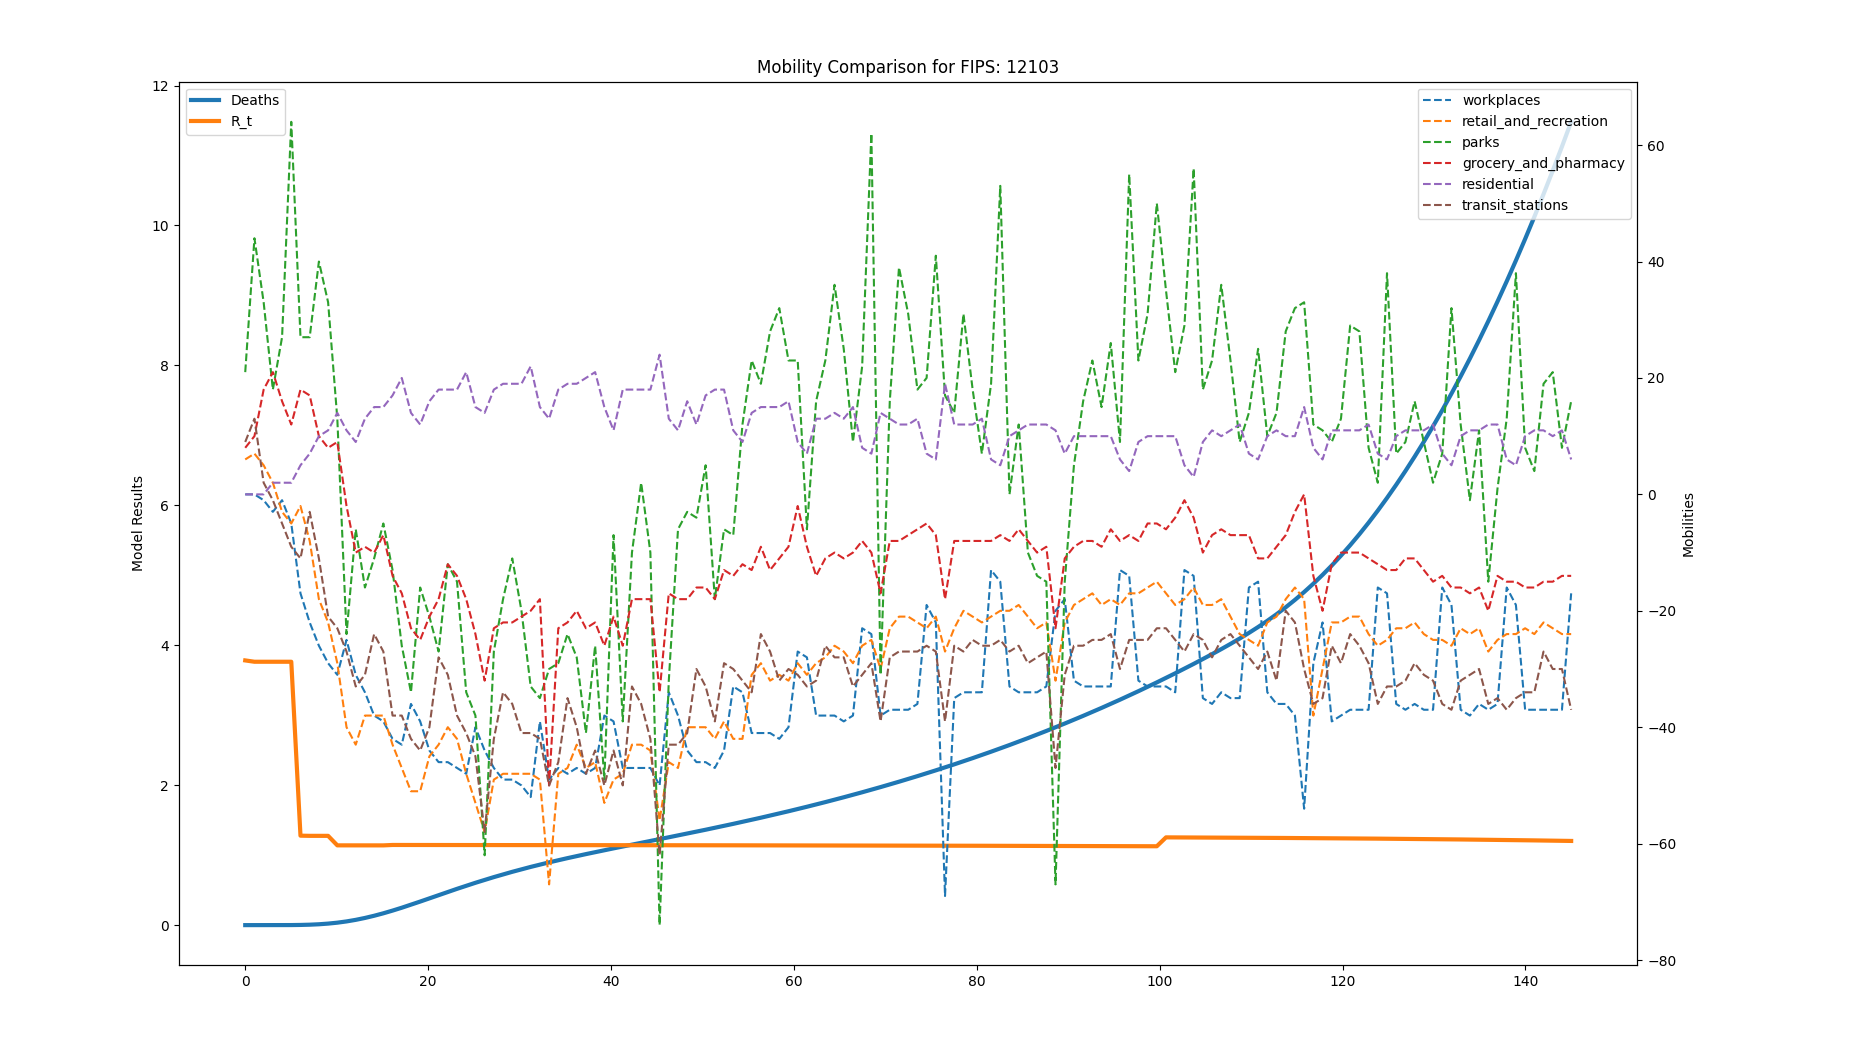 Mobility Comparison for FIPS: 12103
Deaths
R_t
workplaces
retail_and_recreation
parks
grocery_and_pharmacy
residential
transit_stations
Model Results
12
10
8
6
4
2
0
Mobilities
60
40
20
0
−20
−40
−60
−80
0 20 40 60 80 100 120 140